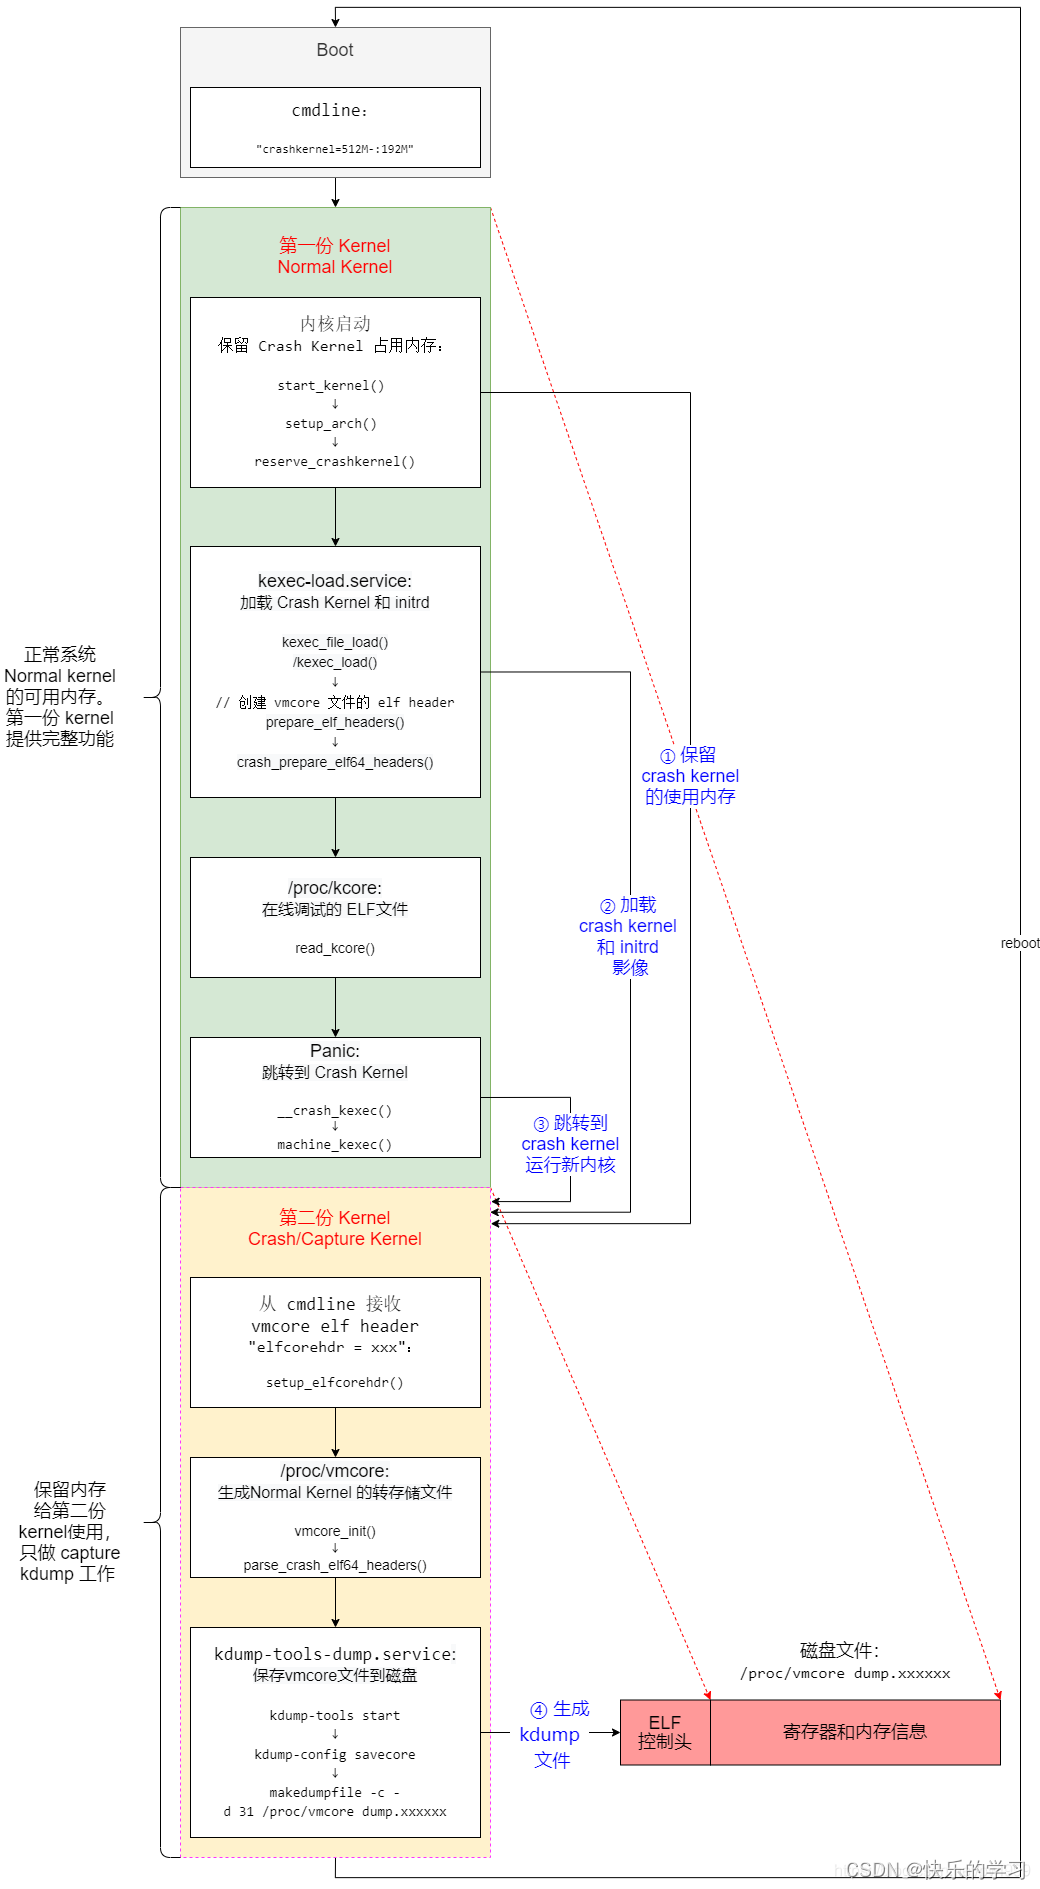 Boot
cmdline：
"crashkernel=512M-:192M"
第一份 Kernel
Normal Kernel
内核启动
保留 Crash Kernel 占用内存：
start_kernel()
↓
setup_arch()
↓
reserve_crashkernel()
kexec-load.service:
加载 Crash Kernel 和 initrd
kexec_file_load()
/kexec_load()
↓
// 创建 vmcore 文件的 elf header
prepare_elf_headers()
↓
crash_prepare_elf64_headers()
正常系统
Normal kernel
的可用内存。
第一份 kernel
提供完整功能
① 保留
crash kernel
的使用内存
/proc/kcore:
在线调试的 ELF文件
read_kcore()
② 加载
crash kernel
和 initrd
影像
reboot
Panic:
跳转到 Crash Kernel
__crash_kexec()
↓
machine_kexec()
③ 跳转到
crash kernel
运行新内核
第二份 Kernel
Crash/Capture Kernel
从 cmdline 接收
vmcore elf header
"elfcorehdr = xxx"：
setup_elfcorehdr()
/proc/vmcore:
生成Normal Kernel 的转存储文件
vmcore_init()
↓
parse_crash_elf64_headers()
保留内存
给第二份
kernel使用，
只做 capture
kdump 工作
kdump-tools-dump.service:
保存vmcore文件到磁盘
kdump-tools start
↓
kdump-config savecore
↓
makedumpfile -c -
d 31 /proc/vmcore dump.xxxxxx
④ 生成
kdump
文件
磁盘文件：
/proc/vmcore dump.xxxxxx
ELF
控制头
寄存器和内存信息
CSDN @快乐的学习